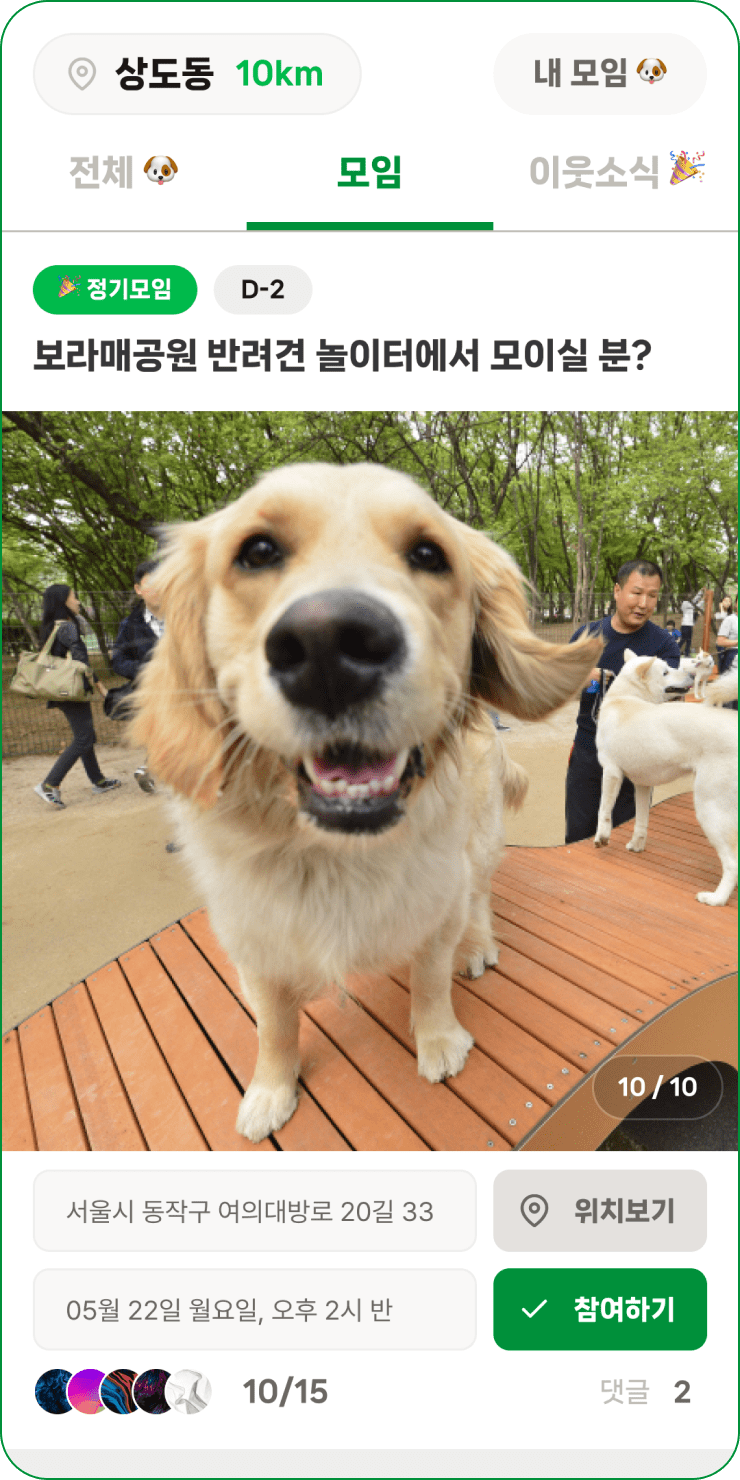 상도동 10km
내 모임🐶
전체🐶
모임
이웃소식🎉
🎉정기모임
D-2
보라매공원 반려견 놀이터에서 모이실 분?
10 / 10
서울시 동작구 여의대방로 20길 33
위치보기
05월 22일 월요일, 오후 2시 반
참여하기
10/15
댓글 2